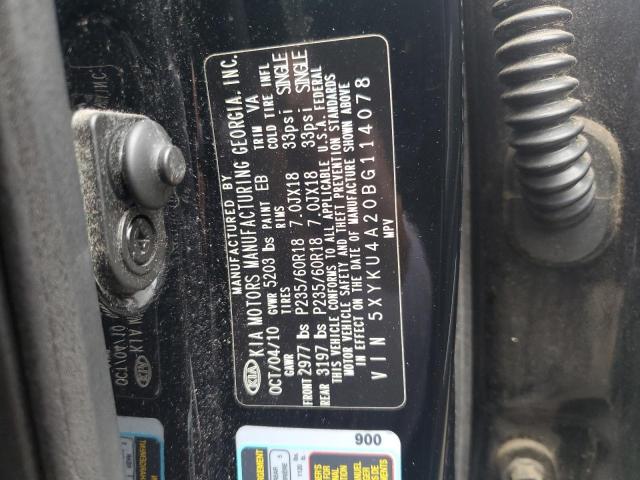 MANUFACTURED BY
KIA KIA MOTORS MANUFACTURING GEORGIA, INC.
OCT/04/10 GVWR 5203 lbs PAINT EB TRIM VA
GAWR TIRES RIMS COLD TIRE INFL
FRONT 2977 lbs P235/60R18 7.0JX18 33psi SINGLE
REAR 3197 lbs P235/60R18 7.0JX18 33psi SINGLE
THIS VEHICLE CONFORMS TO ALL APPLICABLE U.S.A. FEDERAL
MOTOR VEHICLE SAFETY AND THEFT PREVENTION STANDARDS
IN EFFECT ON THE DATE OF MANUFACTURE SHOWN ABOVE
VIN 5XYKU4A20BG114078
MPV
900